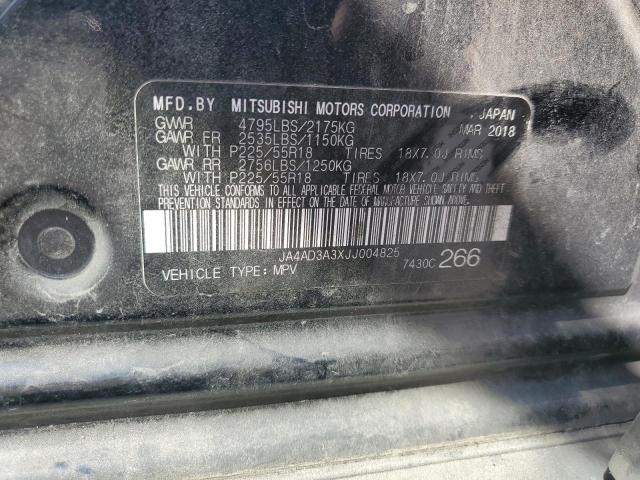 MFD.BY MITSUBISHI MOTORS CORPORATION , JAPAN
GVWR 4795LBS/2175KG MAR 2018
GAWR FR 2535LBS/1150KG
WITH P225/55R18 TIRES 18X7.0J RIMS
GAWR RR 2756LBS/1250KG
WITH P225/55R18 TIRES 18X7.0J RIMS
THIS VEHICLE CONFORMS TO ALL APPLICABLE FEDERAL MOTOR VEHICLE SAFETY AND THEFT
PREVENTION STANDARDS IN EFFECT ON THE DATE OF MANUFACTURE SHOWN ABOVE.
JA4AD3A3XJJ004825
VEHICLE TYPE: MPV 7430C 266